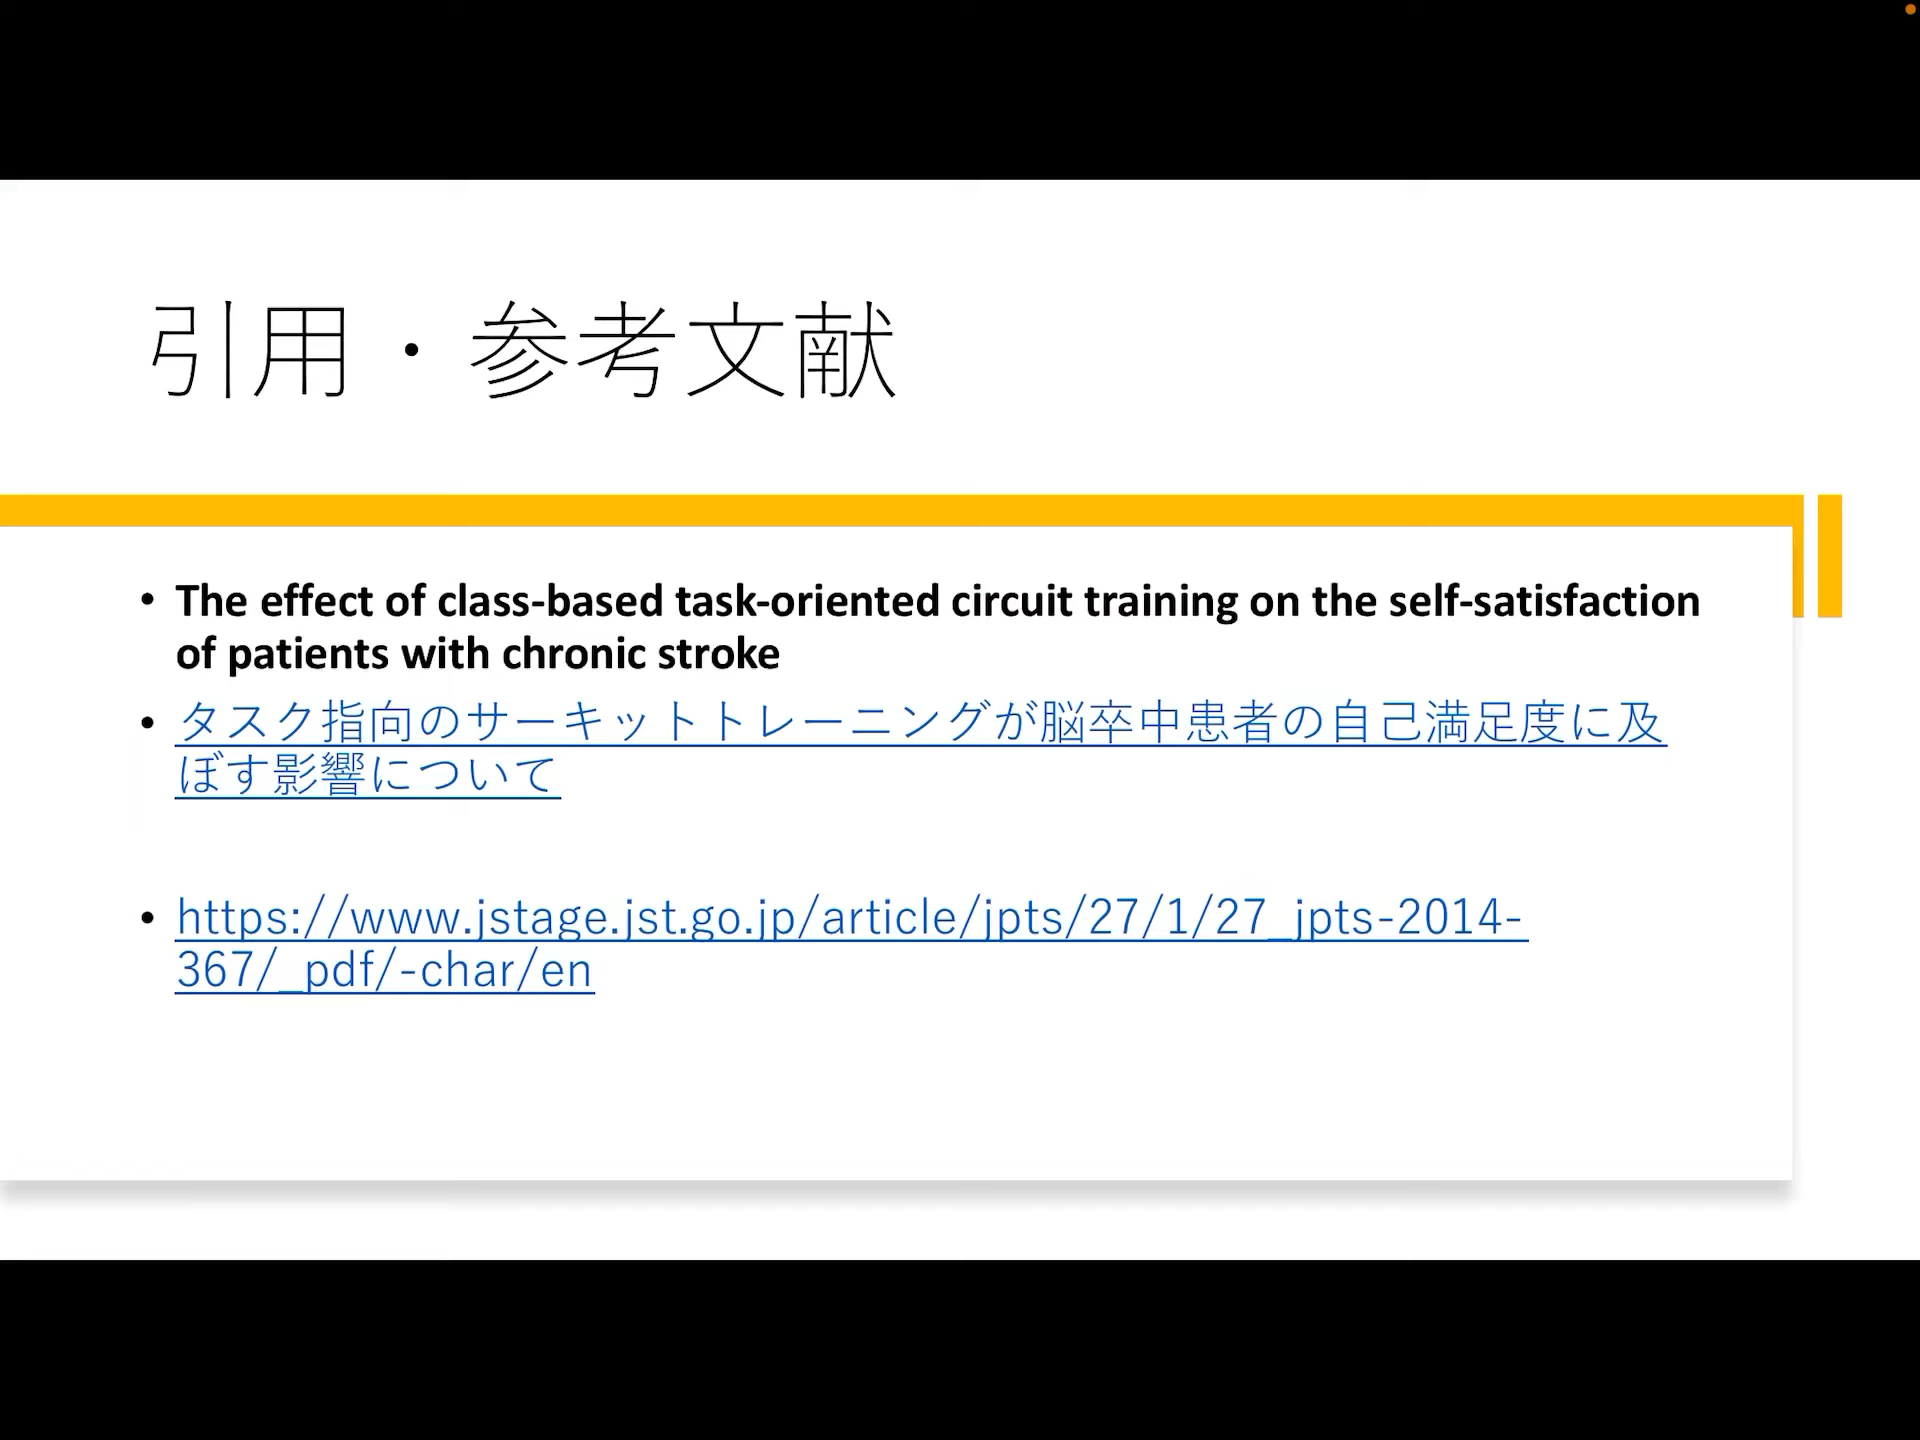 引用・参考文献
• The effect of class-based task-oriented circuit training on the self-satisfaction
of patients with chronic stroke
• タスク指向のサーキットトレーニングが脳卒中患者の自己満足度に及
ぼす影響について
• https://www.jstage.jst.go.jp/article/jpts/27/1/27_jpts-2014-
367/_pdf/-char/en